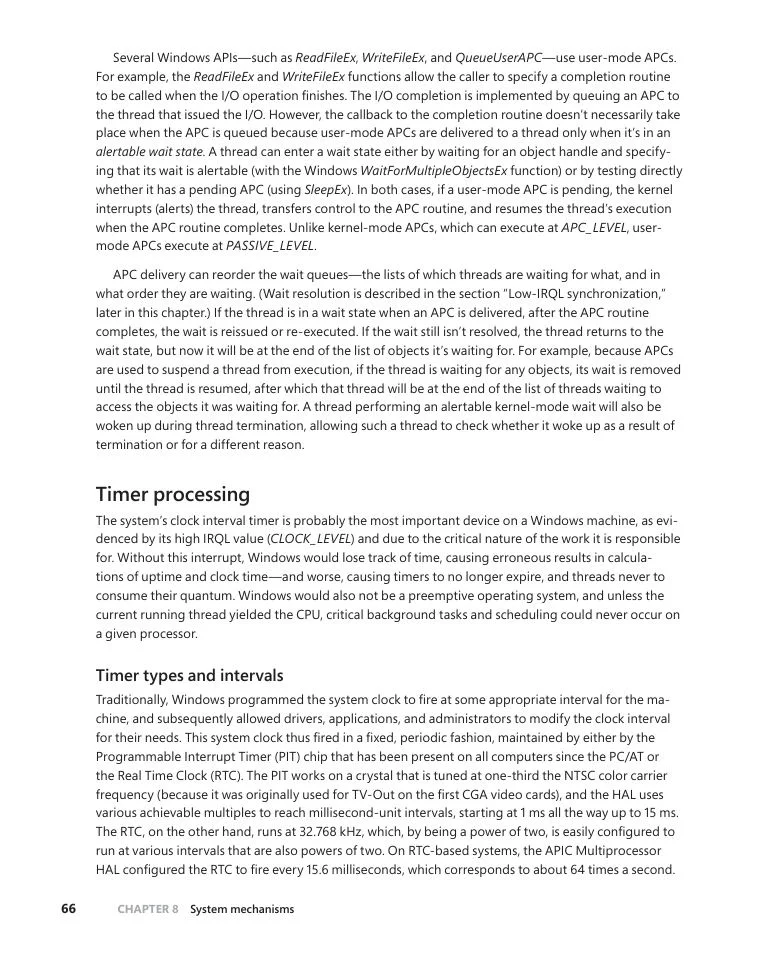 Several Windows APIs—such as ReadFileEx, WriteFileEx, and QueueUserAPC—use user-mode APCs.
For example, the ReadFileEx and WriteFileEx functions allow the caller to specify a completion routine
to be called when the I/O operation finishes. The I/O completion is implemented by queuing an APC to
the thread that issued the I/O. However, the callback to the completion routine doesn’t necessarily take
place when the APC is queued because user-mode APCs are delivered to a thread only when it’s in an
alertable wait state. A thread can enter a wait state either by waiting for an object handle and specify-
ing that its wait is alertable (with the Windows WaitForMultipleObjectsEx function) or by testing directly
whether it has a pending APC (using SleepEx). In both cases, if a user-mode APC is pending, the kernel
interrupts (alerts) the thread, transfers control to the APC routine, and resumes the thread’s execution
when the APC routine completes. Unlike kernel-mode APCs, which can execute at APC_LEVEL, user-
mode APCs execute at PASSIVE_LEVEL.
APC delivery can reorder the wait queues—the lists of which threads are waiting for what, and in
what order they are waiting. (Wait resolution is described in the section “Low-IRQL synchronization,”
later in this chapter.) If the thread is in a wait state when an APC is delivered, after the APC routine
completes, the wait is reissued or re-executed. If the wait still isn’t resolved, the thread returns to the
wait state, but now it will be at the end of the list of objects it’s waiting for. For example, because APCs
are used to suspend a thread from execution, if the thread is waiting for any objects, its wait is removed
until the thread is resumed, after which that thread will be at the end of the list of threads waiting to
access the objects it was waiting for. A thread performing an alertable kernel-mode wait will also be
woken up during thread termination, allowing such a thread to check whether it woke up as a result of
termination or for a different reason.
Timer processing
The system’s clock interval timer is probably the most important device on a Windows machine, as evi-
denced by its high IRQL value (CLOCK_LEVEL) and due to the critical nature of the work it is responsible
for. Without this interrupt, Windows would lose track of time, causing erroneous results in calcula-
tions of uptime and clock time—and worse, causing timers to no longer expire, and threads never to
consume their quantum. Windows would also not be a preemptive operating system, and unless the
current running thread yielded the CPU, critical background tasks and scheduling could never occur on
a given processor.
Timer types and intervals
Traditionally, Windows programmed the system clock to fire at some appropriate interval for the ma-
chine, and subsequently allowed drivers, applications, and administrators to modify the clock interval
for their needs. This system clock thus fired in a fixed, periodic fashion, maintained by either by the
Programmable Interrupt Timer (PIT) chip that has been present on all computers since the PC/AT or
the Real Time Clock (RTC). The PIT works on a crystal that is tuned at one-third the NTSC color carrier
frequency (because it was originally used for TV-Out on the first CGA video cards), and the HAL uses
various achievable multiples to reach millisecond-unit intervals, starting at 1 ms all the way up to 15 ms.
The RTC, on the other hand, runs at 32.768 kHz, which, by being a power of two, is easily configured to
run at various intervals that are also powers of two. On RTC-based systems, the APIC Multiprocessor
HAL configured the RTC to fire every 15.6 milliseconds, which corresponds to about 64 times a second.
66 CHAPTER 8 System mechanisms